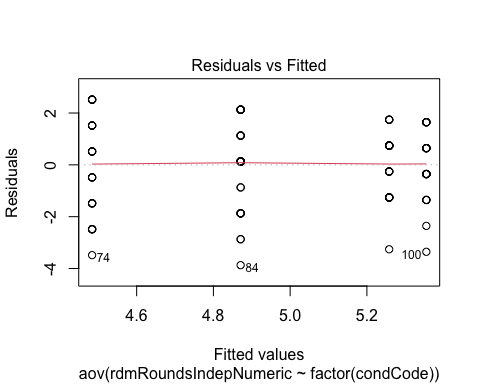 Residuals vs Fitted
Residuals
2
0
-2
-4
74
84
100
4.6 4.8 5.0 5.2
Fitted values
aov(rdmRoundsIndepNumeric ~ factor(condCode))